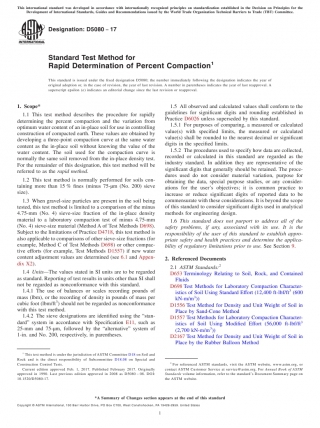 This international standard was developed in accordance with internationally recognized principles on standardization established in the Decision on Principles for the
Development of International Standards, Guides and Recommendations issued by the World Trade Organization Technical Barriers to Trade (TBT) Committee.
INTERNATIONAL
Designation: D5080 − 17
Standard Test Method for
Rapid Determination of Percent Compaction1
This standard is issued under the fixed designation D5080; the number immediately following the designation indicates the year of
original adoption or, in the case of revision, the year of last revision. A number in parentheses indicates the year of last reapproval. A
superscript epsilon (ε) indicates an editorial change since the last revision or reapproval.
1. Scope*
1.1 This test method describes the procedure for rapidly
determining the percent compaction and the variation from
optimum water content of an in-place soil for use in controlling
construction of compacted earth. These values are obtained by
developing a three-point compaction curve at the same water
content as the in-place soil without knowing the value of the
water content. The soil used for the compaction curve is
normally the same soil removed from the in-place density test.
For the remainder of this designation, this test method will be
referred to as the rapid method.
1.2 This test method is normally performed for soils con-
taining more than 15 % fines (minus 75-µm (No. 200) sieve
size).
1.3 When gravel-size particles are present in the soil being
tested, this test method is limited to a comparison of the minus
4.75-mm (No. 4) sieve-size fraction of the in-place density
material to a laboratory compaction test of minus 4.75-mm
(No. 4) sieve-size material (Method A of Test Methods D698).
Subject to the limitations of Practice D4718, this test method is
also applicable to comparisons of other sieve-size fractions (for
example, Method C of Test Methods D698) or other compac-
tive efforts (for example, Test Methods D1557) if new water
content adjustment values are determined (see 6.1 and Appen-
dix X2).
1.4 Units—The values stated in SI units are to be regarded
as standard. Reporting of test results in units other than SI shall
not be regarded as nonconformance with this test method.
1.4.1 The use of balances or scales recording pounds of
mass (lbm), or the recording of density in pounds of mass per
cubic foot (lbm/ft3) should not be regarded as nonconformance
with this test method.
1.4.2 The sieve designations are identified using the “stan-
dard” system in accordance with Specification E11, such as
25-mm and 75-µm, followed by the “alternative” system of
1-in. and No. 200, respectively, in parentheses.
1 This test method is under the jurisdiction of ASTM Committee D18 on Soil and
Rock and is the direct responsibility of Subcommittee D18.08 on Special and
Construction Control Tests.
Current edition approved Feb. 1, 2017. Published February 2017. Originally
approved in 1990. Last previous edition approved in 2008 as D5080 – 08. DOI:
10.1520/D5080-17.
1.5 All observed and calculated values shall conform to the
guidelines for significant digits and rounding established in
Practice D6026 unless superseded by this standard.
1.5.1 For purposes of comparing, a measured or calculated
value(s) with specified limits, the measured or calculated
value(s) shall be rounded to the nearest decimal or significant
digits in the specified limits.
1.5.2 The procedures used to specify how data are collected,
recorded or calculated in this standard are regarded as the
industry standard. In addition they are representative of the
significant digits that generally should be retained. The proce-
dures used do not consider material variation, purpose for
obtaining the data, special purpose studies, or any consider-
ations for the user’s objectives; it is common practice to
increase or reduce significant digits of reported data to be
commensurate with these considerations. It is beyond the scope
of this standard to consider significant digits used in analytical
methods for engineering design.
1.6 This standard does not purport to address all of the
safety problems, if any, associated with its use. It is the
responsibility of the user of this standard to establish appro-
priate safety and health practices and determine the applica-
bility of regulatory limitations prior to use. See Section 9.
2. Referenced Documents
2.1 ASTM Standards:2
D653 Terminology Relating to Soil, Rock, and Contained
Fluids
D698 Test Methods for Laboratory Compaction Character-
istics of Soil Using Standard Effort (12,400 ft-lbf/ft3 (600
kN-m/m3))
D1556 Test Method for Density and Unit Weight of Soil in
Place by Sand-Cone Method
D1557 Test Methods for Laboratory Compaction Character-
istics of Soil Using Modified Effort (56,000 ft-lbf/ft3
(2,700 kN-m/m3))
D2167 Test Method for Density and Unit Weight of Soil in
Place by the Rubber Balloon Method
2 For referenced ASTM standards, visit the ASTM website, www.astm.org, or
contact ASTM Customer Service at service@astm.org. For Annual Book of ASTM
Standards volume information, refer to the standard’s Document Summary page on
the ASTM website.
*A Summary of Changes section appears at the end of this standard
Copyright © ASTM International, 100 Barr Harbor Drive, PO Box C700, West Conshohocken, PA 19428-2959. United States
1